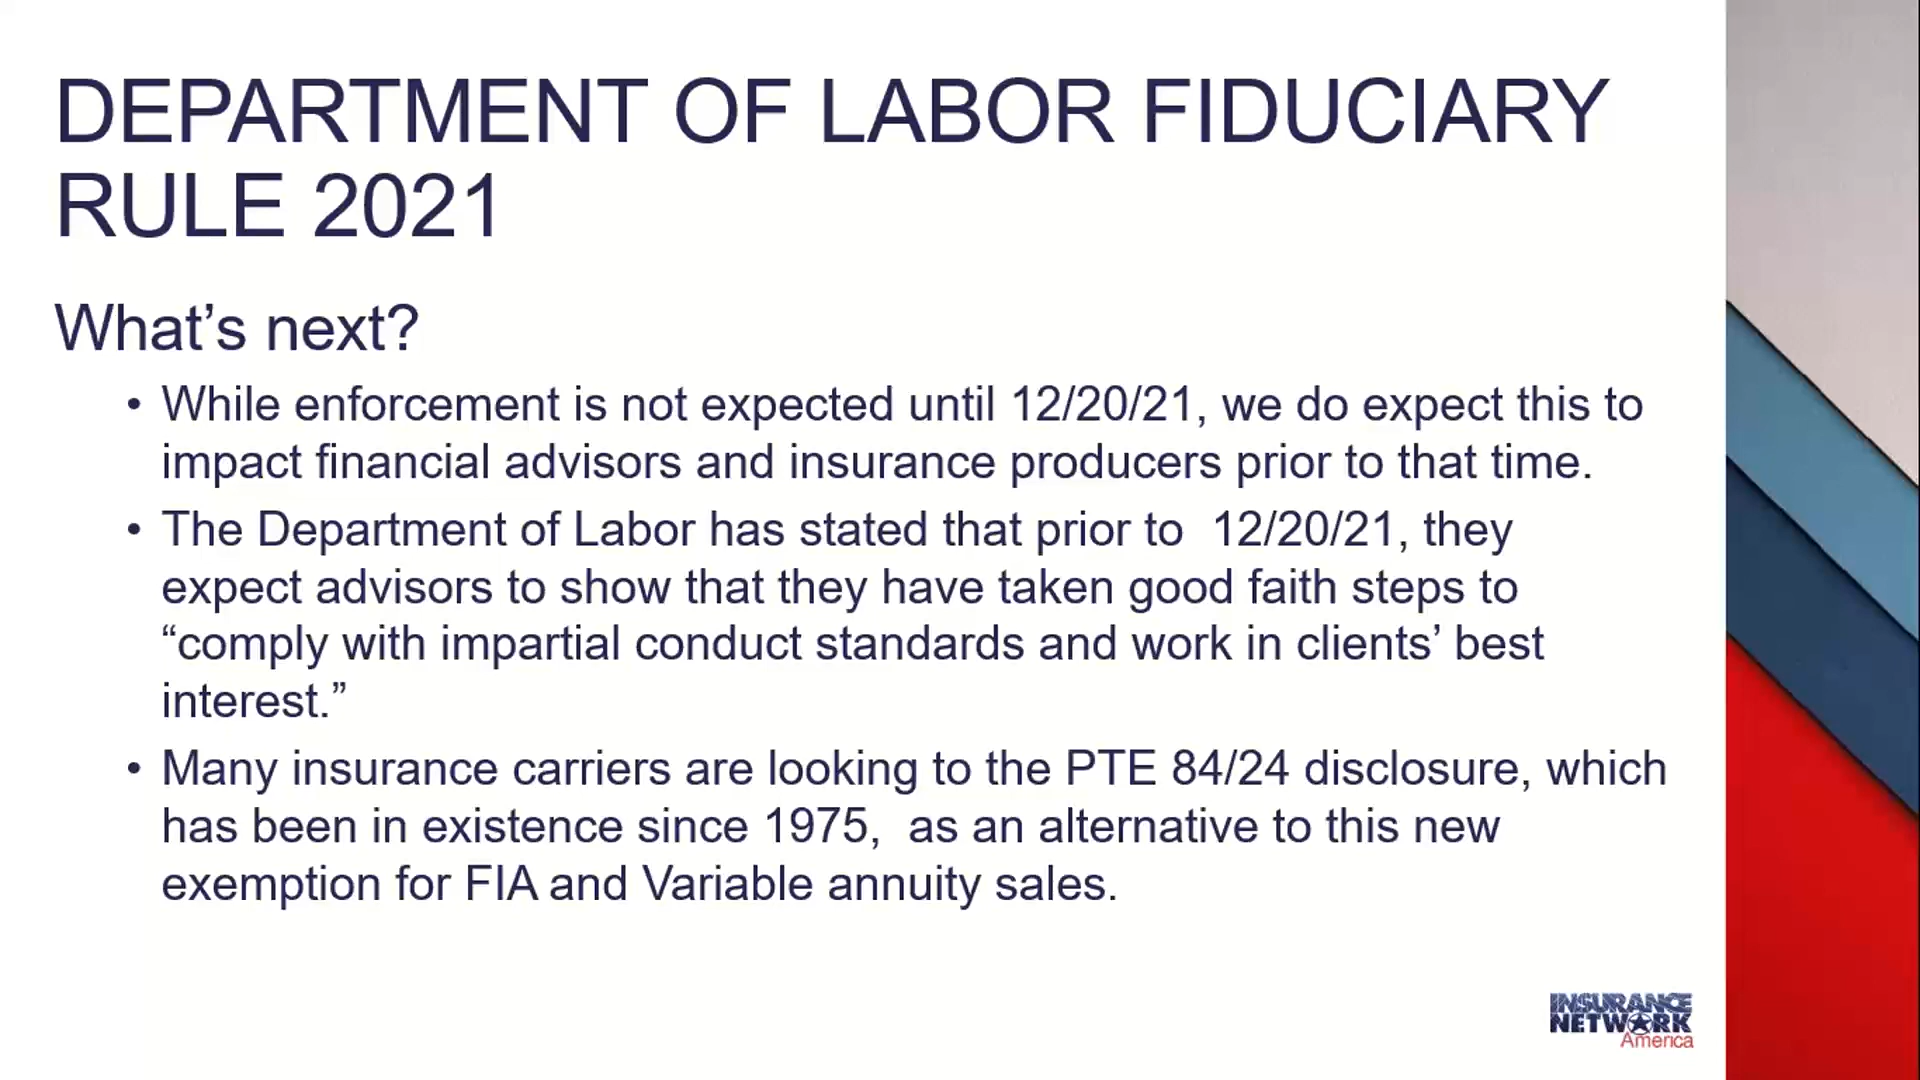 DEPARTMENT OF LABOR FIDUCIARY
RULE 2021
What’s next?
• While enforcement is not expected until 12/20/21, we do expect this to
impact financial advisors and insurance producers prior to that time.
• The Department of Labor has stated that prior to  12/20/21, they
expect advisors to show that they have taken good faith steps to
“comply with impartial conduct standards and work in clients’ best
interest.”
• Many insurance carriers are looking to the PTE 84/24 disclosure, which
has been in existence since 1975,  as an alternative to this new
exemption for FIA and Variable annuity sales.
INSURANCE
NETWORK
America